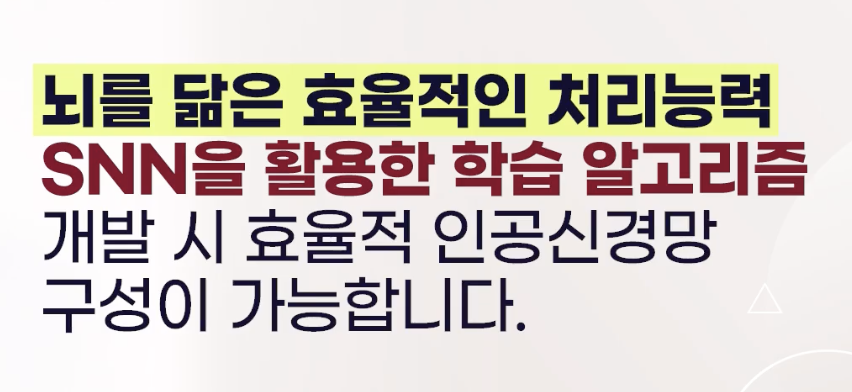 뇌를 닮은 효율적인 처리능력
SNN을 활용한 학습 알고리즘
개발 시 효율적 인공신경망
구성이 가능합니다.